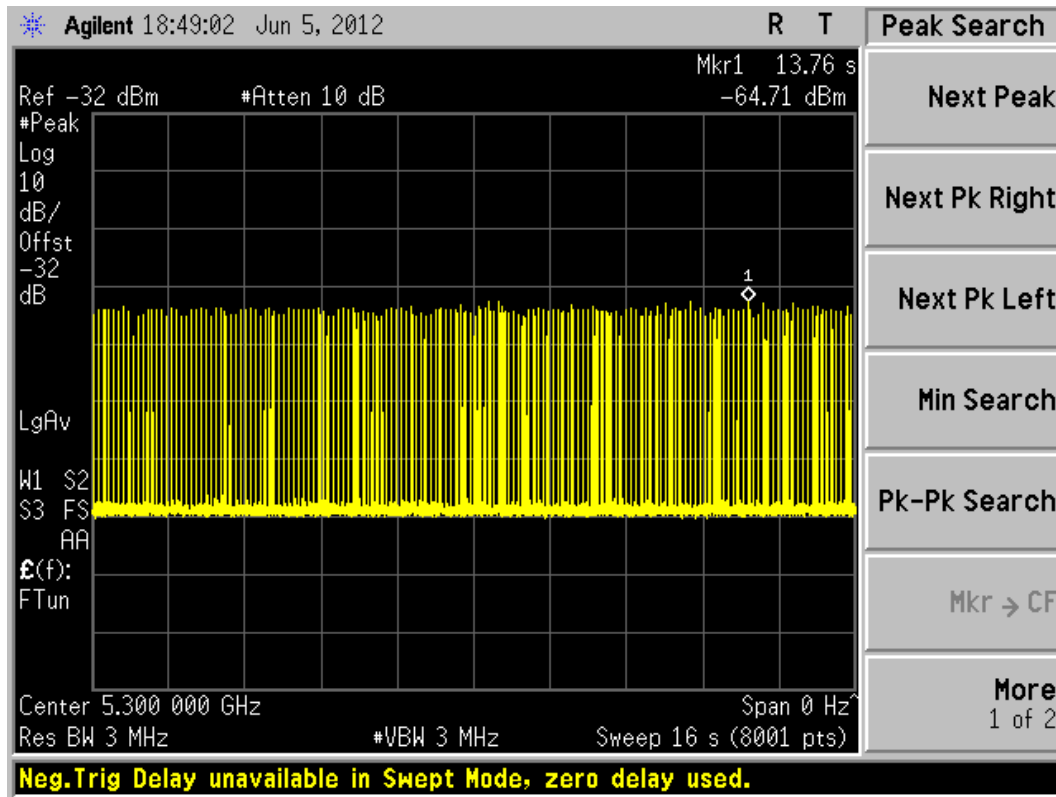 Agilent 18:49:02 Jun 5, 2012 R T
Peak Search
Mkr1 13.76 s
Ref -32 dBm #Atten 10 dB -64.71 dBm
#Peak
Log
10
dB/
Offst
-32
dB
1
LgAv
W1 S2
S3 FS
AA
£(f):
FTun
Center 5.300 000 GHz Span 0 Hz^
Res BW 3 MHz #VBW 3 MHz Sweep 16 s (8001 pts)
Next Peak
Next Pk Right
Next Pk Left
Min Search
Pk-Pk Search
Mkr → CF
More
1 of 2
Neg.Trig Delay unavailable in Swept Mode, zero delay used.